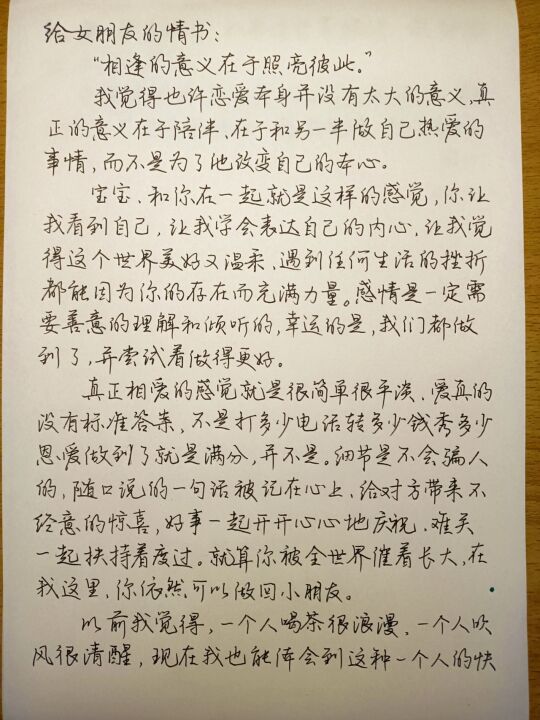 给女朋友的情书：
“相逢的意义在于照亮彼此。”
我觉得也许恋爱本身并没有太大的意义，真
正的意义在于陪伴、在于和另一半做自己热爱的
事情，而不是为了他改变自己的本心。
宝宝、和你在一起就是这样的感觉，你让
我看到自己，让我学会表达自己的内心，让我觉
得这个世界美好又温柔、遇到任何生活的挫折
都能因为你的存在而充满力量。感情是一定需
要善意的理解和倾听的，幸运的是，我们都做
到了，并尝试着做得更好。
真正相爱的感觉就是很简单很平淡、爱真的
没有标准答案，不是打多少电话转多少钱秀多少
恩爱做到了就是满分，并不是。细节是不会骗人
的，随口说的一句话被记在心上、给对方带来不
经意的惊喜，好事一起开开心心地庆祝、难关
一起扶持着度过。就算你被全世界催着长大，在
我这里，你依然可以做回小朋友。
以前我觉得，一个人喝茶很浪漫、一个人吹
风很清醒，现在我也能体会到这种一个人的快